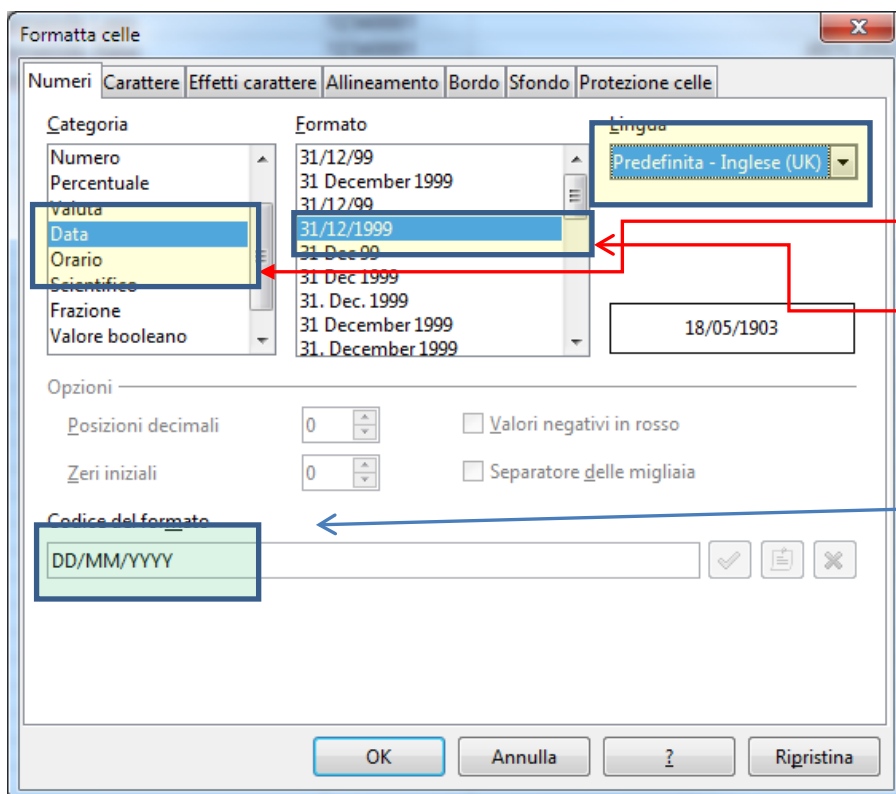 Formatta celle
x
Numeri Carattere Effetti carattere Allineamento Bordo Sfondo Protezione celle
Categoria Formato Lingua
Numero
Percentuale
Valuta
Data
Orario
Scientifico
Frazione
Valore booleano
31/12/99
31 December 1999
31/12/99
31/12/1999
31 Dec 99
31 Dec 1999
31. Dec. 1999
31 December 1999
31. December 1999
Predefinita - Inglese (UK)
18/05/1903
Opzioni
Posizioni decimali 0 Valori negativi in rosso
Zeri iniziali 0 Separatore delle migliaia
Codice del formato
DD/MM/YYYY
OK Annulla ? Ripristina